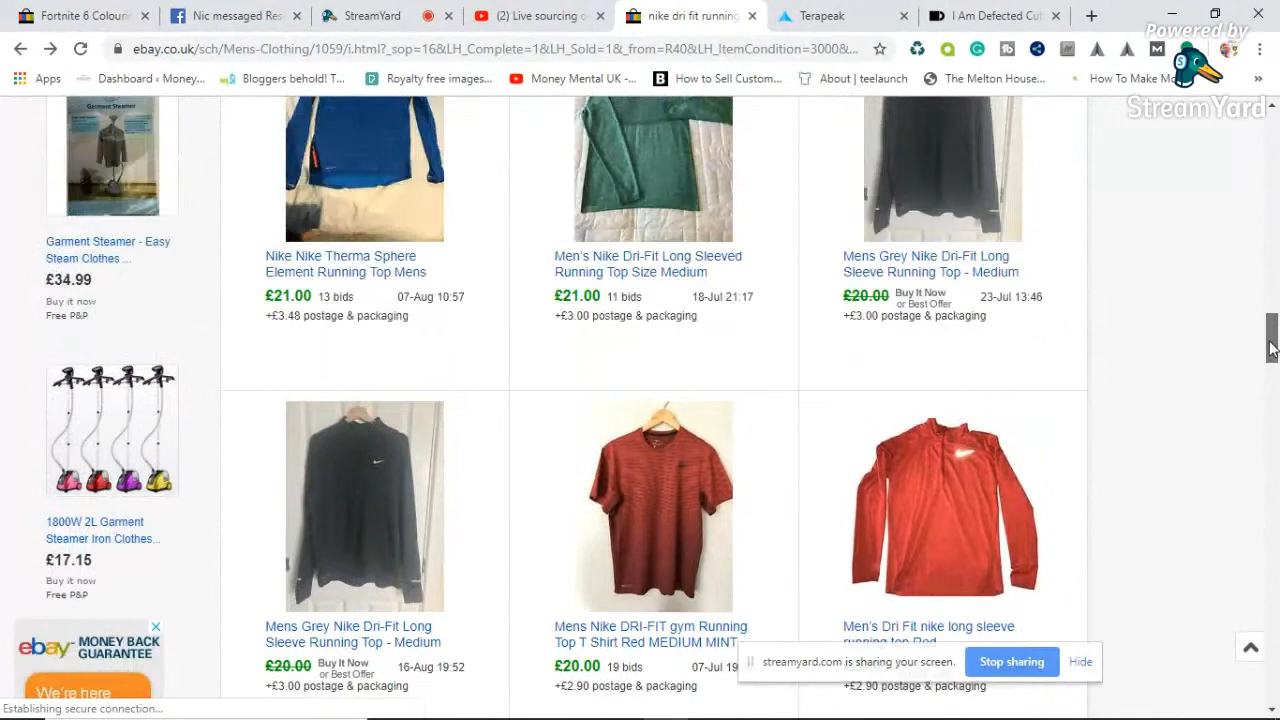 Fortnite 6 Colour
Nic messaged Res
StreamYard
(2) Live sourcing o
nike dri fit running
Terapeak
I Am Defected Cut
Powered by
StreamYard
ebay.co.uk/sch/Mens-Clothing/1059/i.html?_sop=16&LH_Complete=1&LH_Sold=1&_from=R40&LH_ItemCondition=3000&...
Apps
Dashboard ‹ Money...
Bloggers behold! T...
Royalty free images...
Money Mental UK -...
How to Sell Custom...
About | teelaunch
The Melton House...
How To Make Mo
Garment Steamer
Garment Steamer - Easy
Steam Clothes ...
£34.99
Buy it now
Free P&P
1800W 2L Garment
Steamer Iron Clothes...
£17.15
Buy it now
Free P&P
ebay MONEY BACK
GUARANTEE
We're here
Nike Nike Therma Sphere
Element Running Top Mens
£21.00 13 bids 07-Aug 10:57
+£3.48 postage & packaging
Men's Nike Dri-Fit Long Sleeved
Running Top Size Medium
£21.00 11 bids 18-Jul 21:17
+£3.00 postage & packaging
Mens Grey Nike Dri-Fit Long
Sleeve Running Top - Medium
£20.00 Buy It Now 23-Jul 13:46
or Best Offer
+£3.00 postage & packaging
Mens Grey Nike Dri-Fit Long
Sleeve Running Top - Medium
£20.00 Buy It Now 16-Aug 19:52
or Best Offer
+£3.00 postage & packaging
Mens Nike DRI-FIT gym Running
Top T Shirt Red MEDIUM MINT
£20.00 19 bids 07-Jul 19
+£2.90 postage & packaging
Men's Dri Fit nike long sleeve
running top Red
+£2.90 postage & packaging
streamyard.com is sharing your screen.
Stop sharing
Hide
Establishing secure connection...